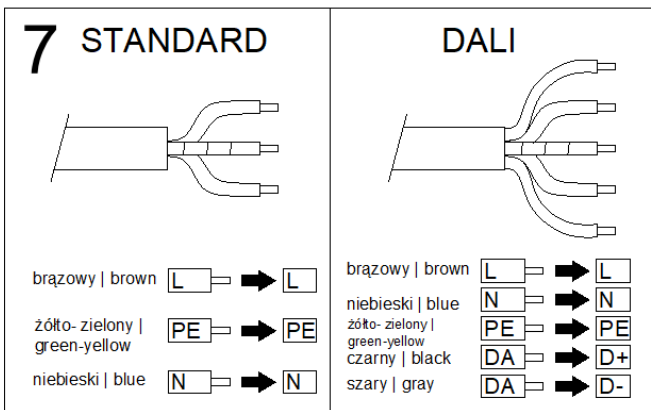 7 STANDARD
brązowy | brown L L
żółto- zielony |
green-yellow PE PE
niebieski | blue N N
DALI
brązowy | brown L L
niebieski | blue N N
żółto- zielony |
green-yellow PE PE
czarny | black DA D+
szary | gray DA D-